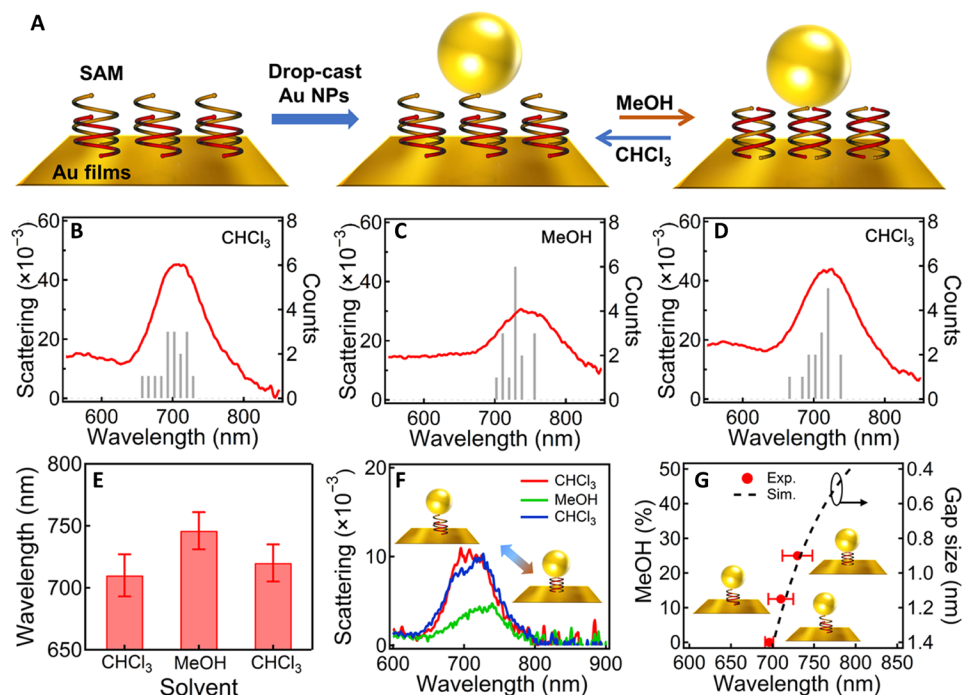 A
SAM
Au films
Drop-cast
Au NPs
MeOH
CHCl₃
B
CHCl₃
Scattering (×10⁻³)
60
40
20
0
8
6
4
2
0
Counts
600 700 800
Wavelength (nm)
C
MeOH
Scattering (×10⁻³)
60
40
20
0
8
6
4
2
0
Counts
600 700 800
Wavelength (nm)
D
CHCl₃
Scattering (×10⁻³)
60
40
20
0
8
6
4
2
0
Counts
600 700 800
Wavelength (nm)
E
Wavelength (nm)
800
750
700
650
CHCl₃ MeOH CHCl₃
Solvent
F
CHCl₃
MeOH
CHCl₃
Scattering (×10⁻³)
20
10
0
600 700 800 900
Wavelength (nm)
G
Exp.
Sim.
MeOH (%)
50
40
30
20
10
0
0.4
0.6
0.8
1.0
1.2
1.4
Gap size (nm)
600 650 700 750 800 850
Wavelength (nm)